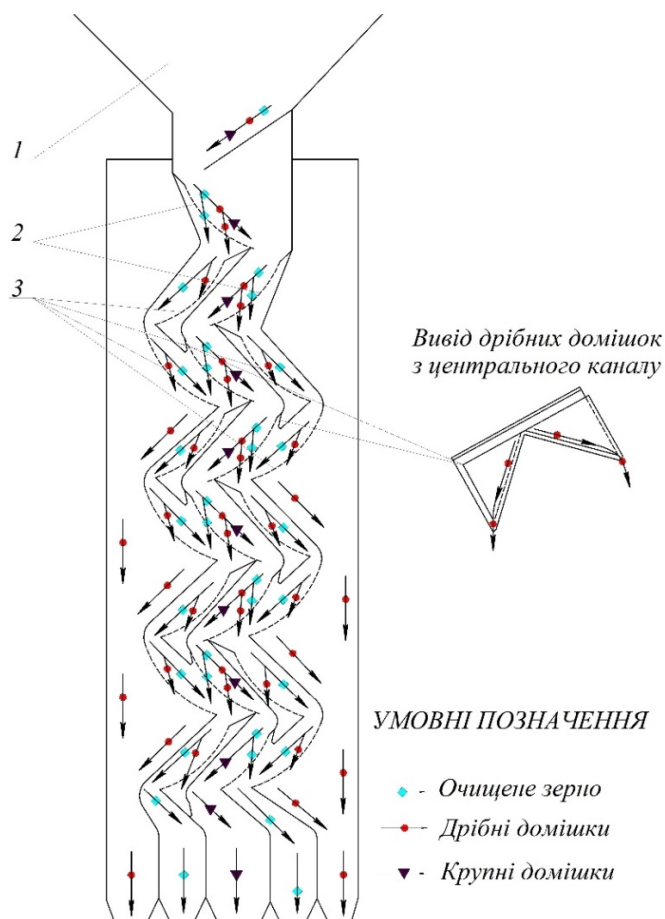 1
2
3
Вивід дрібних домішок
з центрального каналу
УМОВНІ ПОЗНАЧЕННЯ
- Очищене зерно
- Дрібні домішки
- Крупні домішки